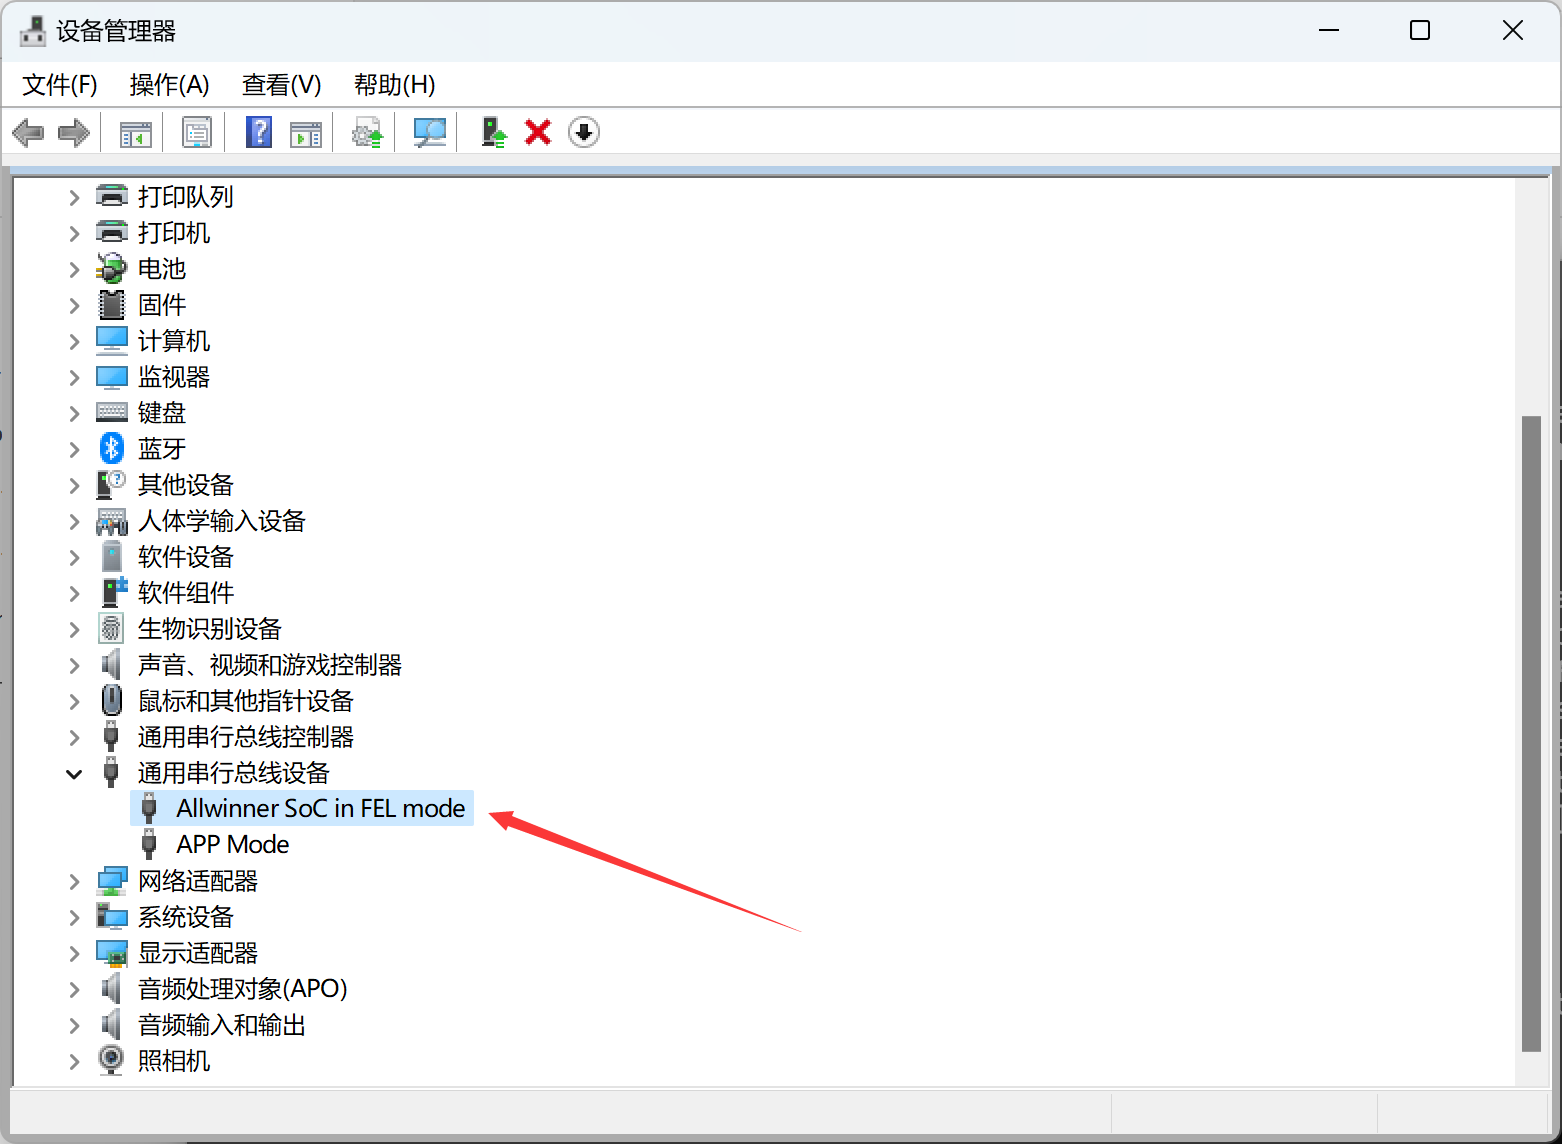 设备管理器
文件(F) 操作(A) 查看(V) 帮助(H)
打印队列
打印机
电池
固件
计算机
监视器
键盘
蓝牙
其他设备
人体学输入设备
软件设备
软件组件
生物识别设备
声音、视频和游戏控制器
鼠标和其他指针设备
通用串行总线控制器
通用串行总线设备
Allwinner SoC in FEL mode
APP Mode
网络适配器
系统设备
显示适配器
音频处理对象(APO)
音频输入和输出
照相机